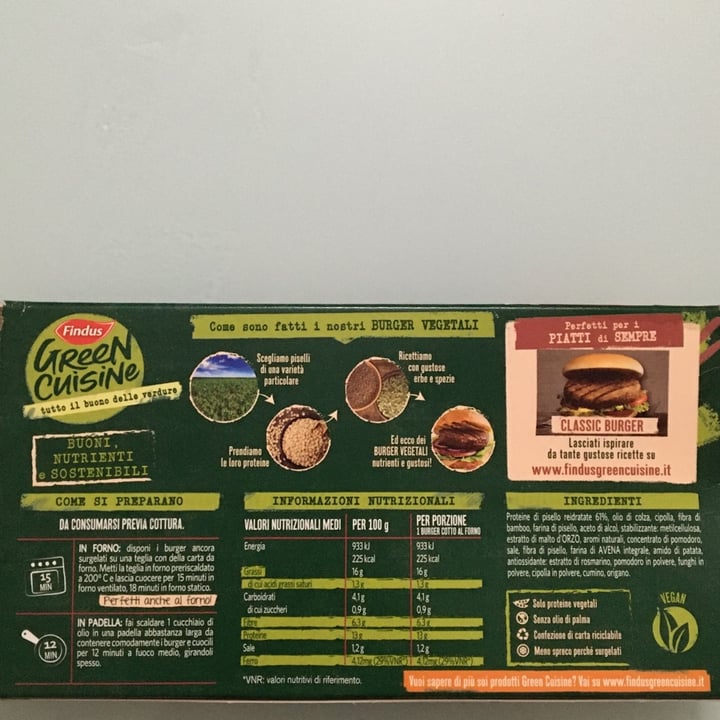 Findus
GREEN
CUISINE
tutto il buono delle verdure
BUONI,
NUTRIENTI
e SOSTENIBILI
Come sono fatti i nostri BURGER VEGETALI
Scegliamo piselli
di una varietà
particolare
Prendiamo
le loro proteine
Ricettiamo
con gustose
erbe e spezie
Ed ecco dei
BURGER VEGETALI
nutrienti e gustosi!
Perfetti per i
PIATTI di SEMPRE
CLASSIC BURGER
Lasciati ispirare
da tante gustose ricette su
www.findusgreencuisine.it
COME SI PREPARANO
DA CONSUMARSI PREVIA COTTURA.
15
MIN
IN FORNO: disponi i burger ancora
surgelati su una teglia con della carta da
forno. Metti la teglia in forno preriscaldato
a 200°C e lascia cuocere per 15 minuti in
forno ventilato, 18 minuti in forno statico.
Perfetti anche al forno!
12
MIN
IN PADELLA: fai scaldare 1 cucchiaio di
olio in una padella abbastanza larga da
contenere comodamente i burger e cuocili
per 12 minuti a fuoco medio, girandoli
spesso.
INFORMAZIONI NUTRIZIONALI
VALORI NUTRIZIONALI MEDI PER 100 g PER PORZIONE
1 BURGER COTTO AL FORNO
Energia 933 kJ 933 kJ
225 kcal 225 kcal
Grassi 16 g 16 g
di cui acidi grassi saturi 1,3 g 1,3 g
Carboidrati 4,1 g 4,1 g
di cui zuccheri 0,9 g 0,9 g
Fibre 6,3 g 6,3 g
Proteine 13 g 13 g
Sale 1,2 g 1,2 g
Ferro 4,12mg (29%VNR*) 4,12mg (29%VNR*)
*VNR: valori nutritivi di riferimento.
INGREDIENTI
Proteine di pisello reidratate 61%, olio di colza, cipolla, fibra di
bamboo, farina di pisello, aceto di alcol, stabilizzante: metilcellulosa,
estratto di malto d'ORZO, aromi naturali, concentrato di pomodoro,
sale, fibra di pisello, farina di AVENA integrale, amido di patata,
antiossidante: estratto di rosmarino, pomodoro in polvere, funghi in
polvere, cipolla in polvere, cumino, origano.
Solo proteine vegetali
Senza olio di palma
Confezione di carta riciclabile
Meno spreco perché surgelati
VEGAN
Vuoi sapere di più sui prodotti Green Cuisine? Vai su www.findusgreencuisine.it